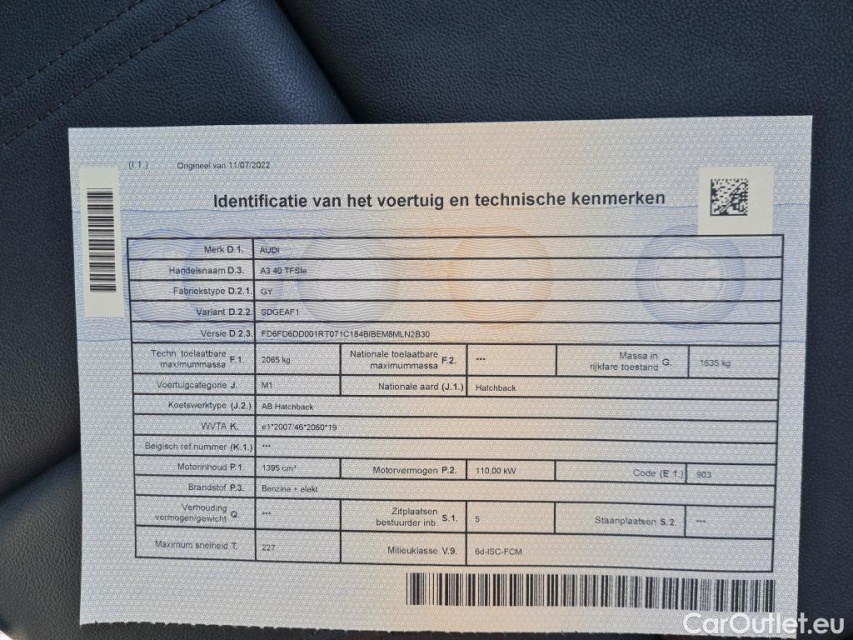 (I.1.) Origineel van 11/07/2022
Identificatie van het voertuig en technische kenmerken
Merk D.1. AUDI
Handelsnaam D.3. A3 40 TFSIe
Fabriekstype D.2.1. GY
Variant D.2.2. SDGEAF1
Versie D.2.3. FD6FD6DD001RT071C184BIBEM8MLN2B30
Techn. toelaatbare maximummassa F.1. 2065 kg Nationale toelaatbare maximummassa F.2. *** Massa in rijklare toestand G. 1635 kg
Voertuigcategorie J. M1 Nationale aard (J.1.) Hatchback
Koetswerktype (J.2.) AB Hatchback
WVTA K. e1*2007/46*2060*19
Belgisch ref.nummer (K.1.) ***
Motorinhoud P.1. 1395 cm³ Motorvermogen P.2. 110,00 kW Code (E.1.) 903
Brandstof P.3. Benzine + elekt
Verhouding vermogen/gewicht Q. *** Zitplaatsen bestuurder inb. S.1. 5 Staanplaatsen S.2. ***
Maximum snelheid T. 227 Milieuklasse V.9. 6d-ISC-FCM
CarOutlet.eu